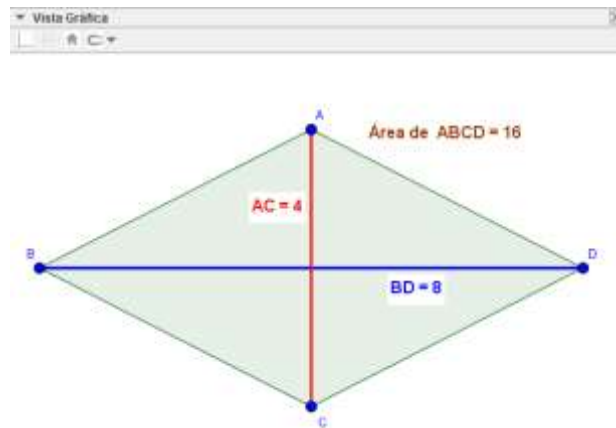 Vista Gráfica
A
Área de ABCD = 16
AC = 4
B
D
BD = 8
C